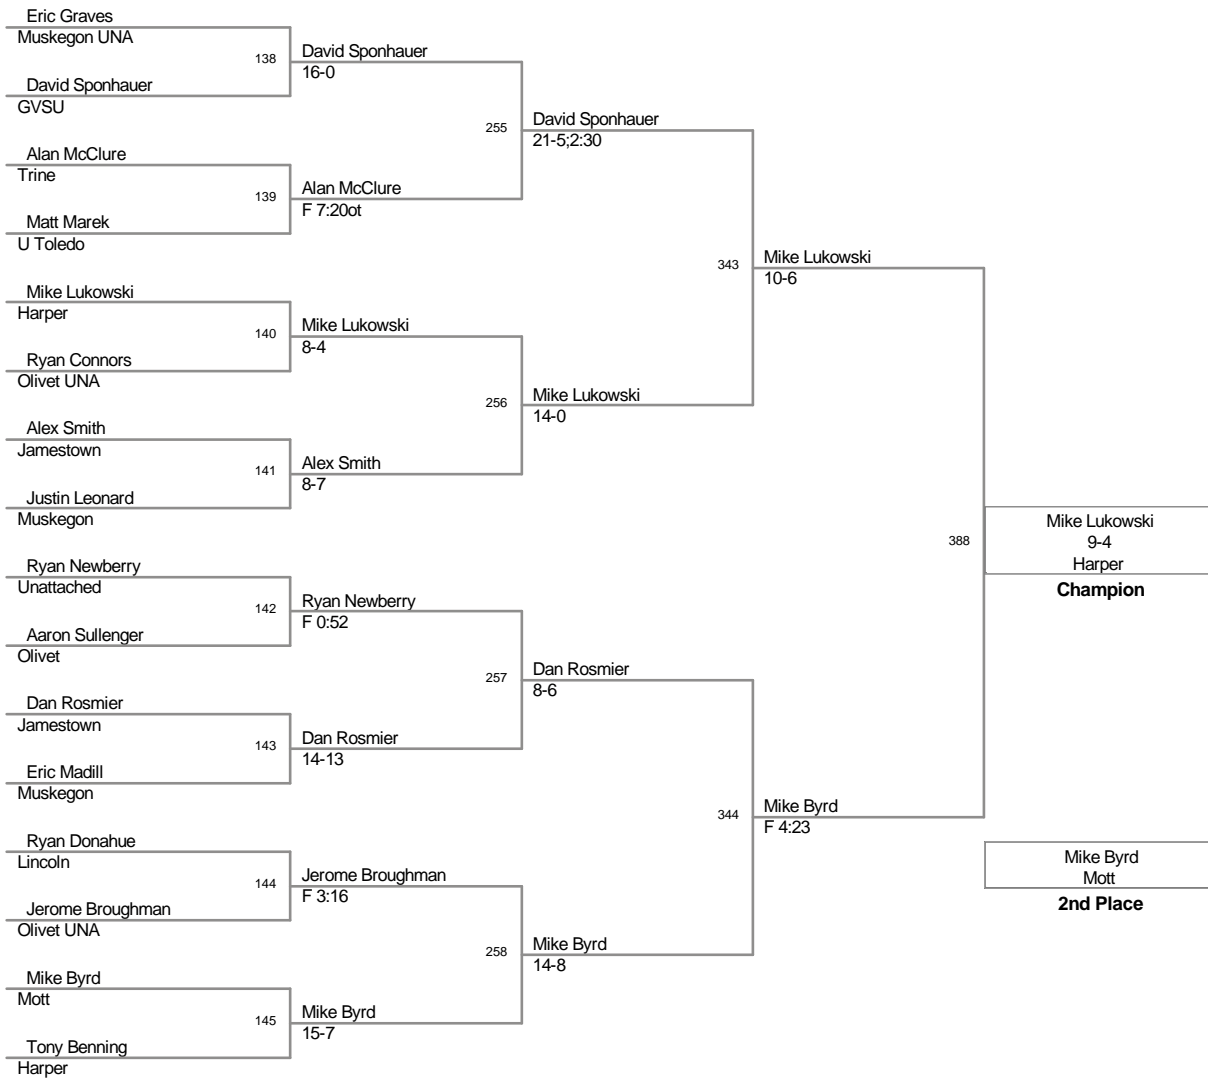 Eric Graves
Muskegon UNA
138
David Sponhauer
16-0
David Sponhauer
GVSU
255
David Sponhauer
21-5;2:30
Alan McClure
Trine
139
Alan McClure
F 7:20ot
Matt Marek
U Toledo
343
Mike Lukowski
10-6
Mike Lukowski
Harper
140
Mike Lukowski
8-4
Ryan Connors
Olivet UNA
256
Mike Lukowski
14-0
Alex Smith
Jamestown
141
Alex Smith
8-7
Justin Leonard
Muskegon
388
Mike Lukowski
9-4
Harper
Champion
Ryan Newberry
Unattached
142
Ryan Newberry
F 0:52
Aaron Sullenger
Olivet
257
Dan Rosmier
8-6
Dan Rosmier
Jamestown
143
Dan Rosmier
14-13
Eric Madill
Muskegon
344
Mike Byrd
F 4:23
Ryan Donahue
Lincoln
144
Jerome Broughman
F 3:16
Jerome Broughman
Olivet UNA
Mike Byrd
Mott
2nd Place
258
Mike Byrd
14-8
Mike Byrd
Mott
145
Mike Byrd
15-7
Tony Benning
Harper